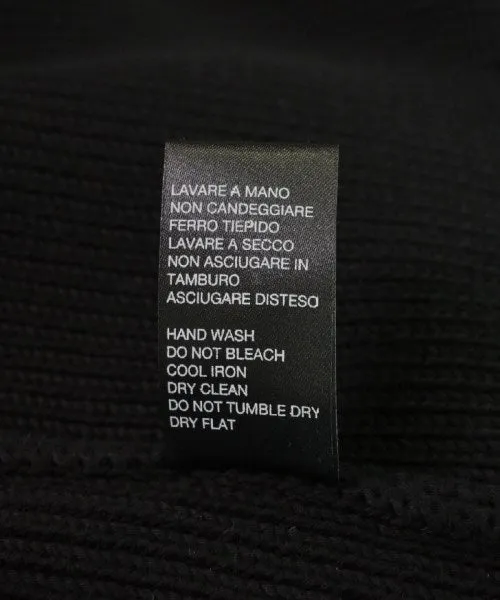 LAVARE A MANO
NON CANDEGGIARE
FERRO TIEPIDO
LAVARE A SECCO
NON ASCIUGARE IN
TAMBURO
ASCIUGARE DISTESO
HAND WASH
DO NOT BLEACH
COOL IRON
DRY CLEAN
DO NOT TUMBLE DRY
DRY FLAT